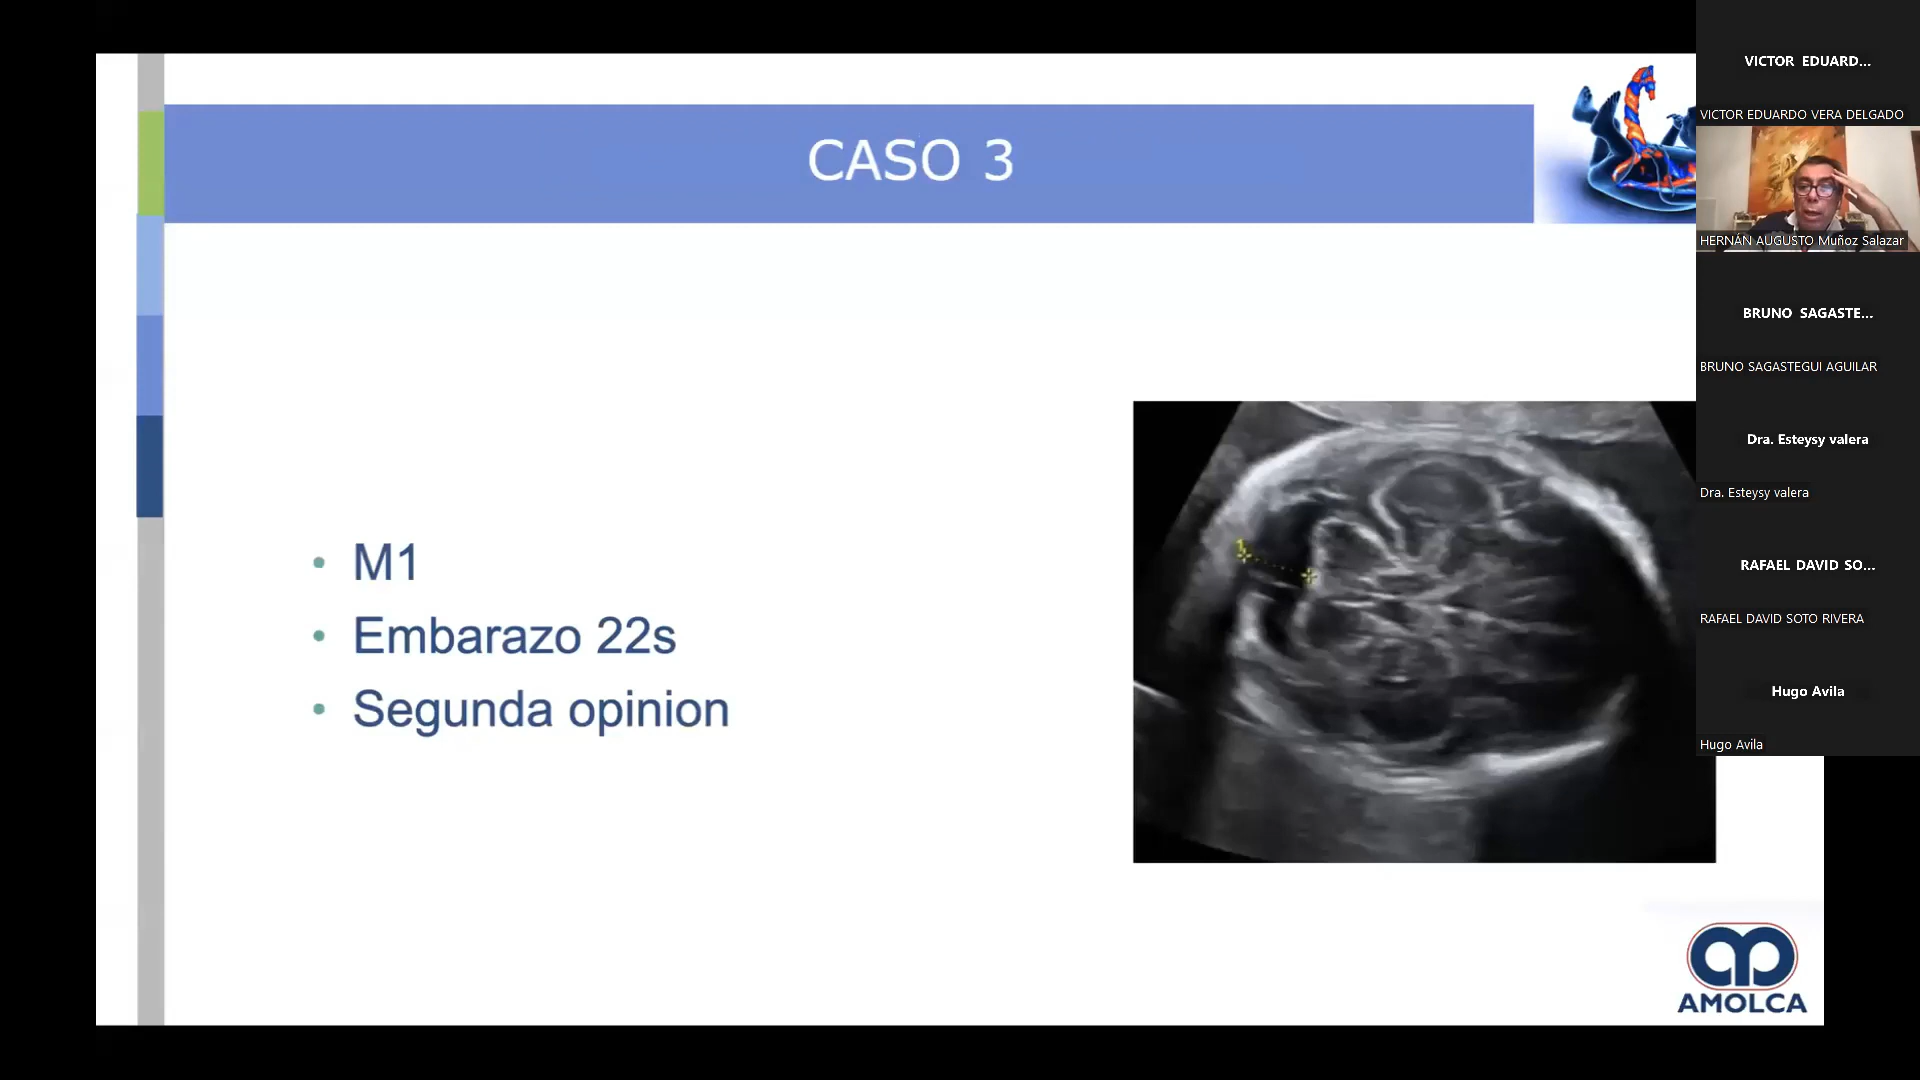 CASO 3
M1
Embarazo 22s
Segunda opinion
1
AMOLCA
VICTOR EDUARD...
VICTOR EDUARDO VERA DELGADO
HERNÁN AUGUSTO Muñoz Salazar
BRUNO SAGASTE...
BRUNO SAGASTEGUI AGUILAR
Dra. Esteysy valera
Dra. Esteysy valera
RAFAEL DAVID SO...
RAFAEL DAVID SOTO RIVERA
Hugo Avila
Hugo Avila